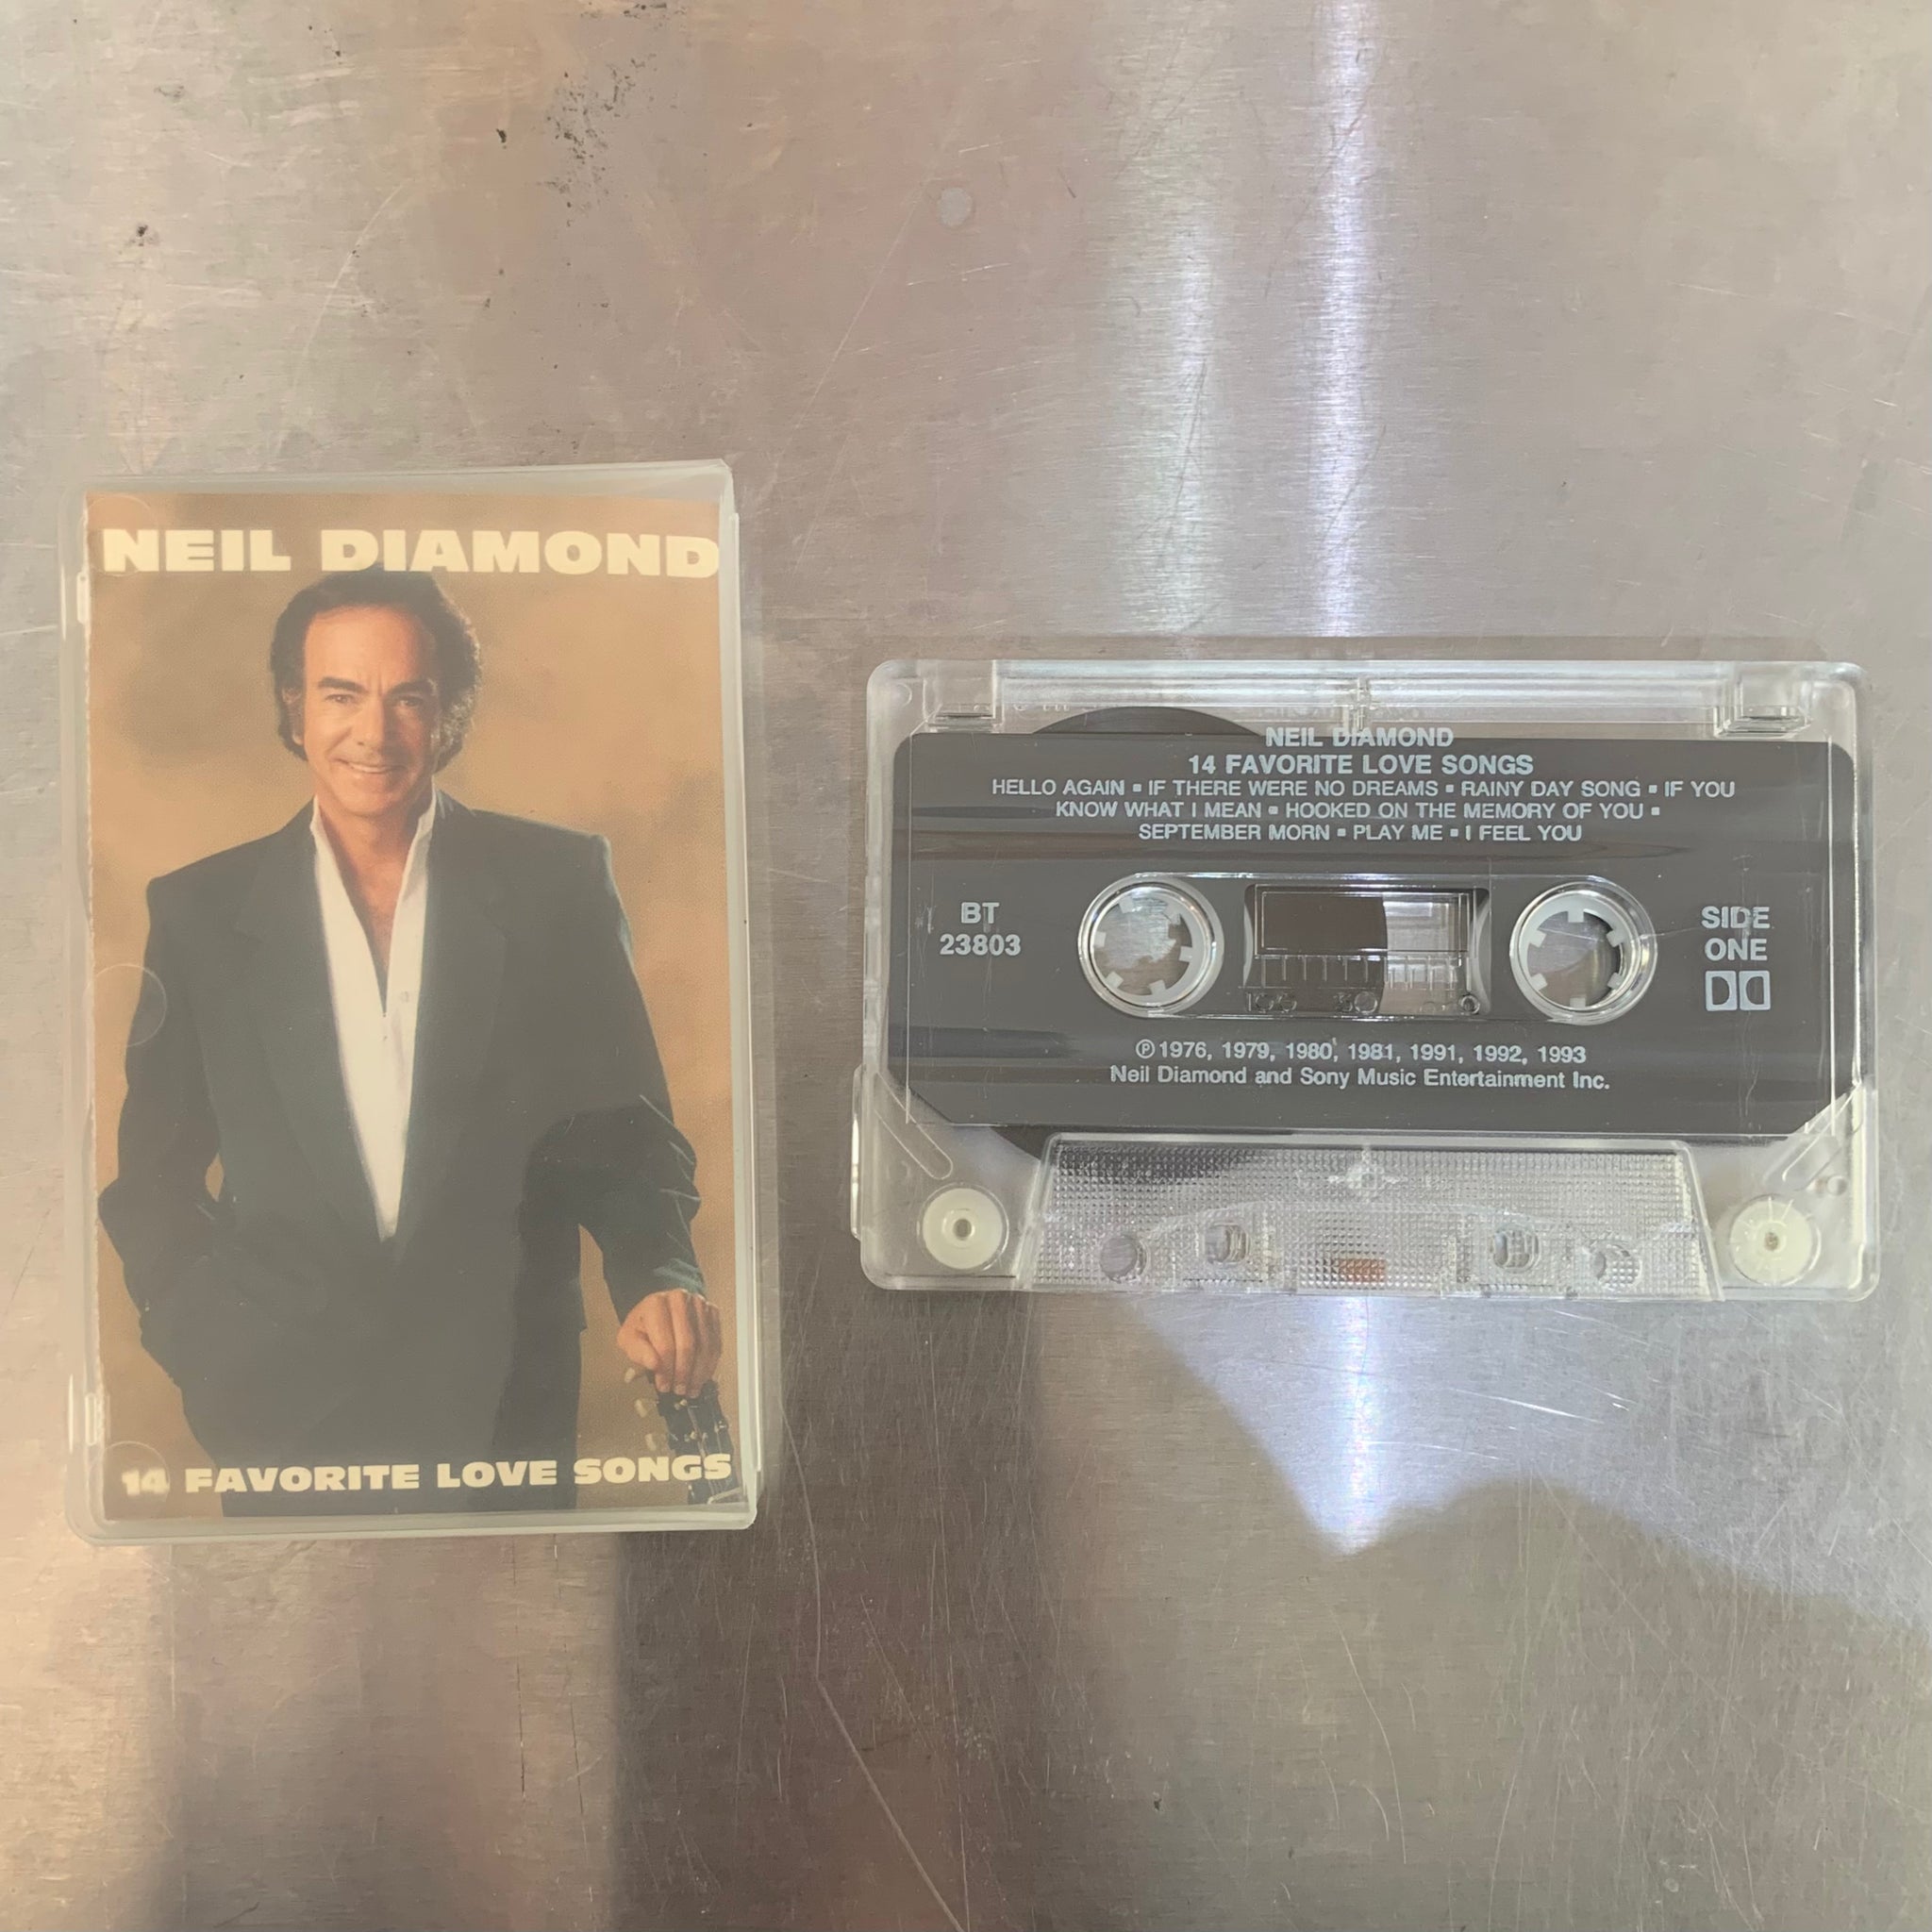 NEIL DIAMOND
14 FAVORITE LOVE SONGS
NEIL DIAMOND
14 FAVORITE LOVE SONGS
HELLO AGAIN ▪ IF THERE WERE NO DREAMS ▪ RAINY DAY SONG ▪ IF YOU
KNOW WHAT I MEAN ▪ HOOKED ON THE MEMORY OF YOU ▪
SEPTEMBER MORN ▪ PLAY ME ▪ I FEEL YOU
BT
23803
SIDE
ONE
100 50 0
℗ 1976, 1979, 1980, 1981, 1991, 1992, 1993
Neil Diamond and Sony Music Entertainment Inc.